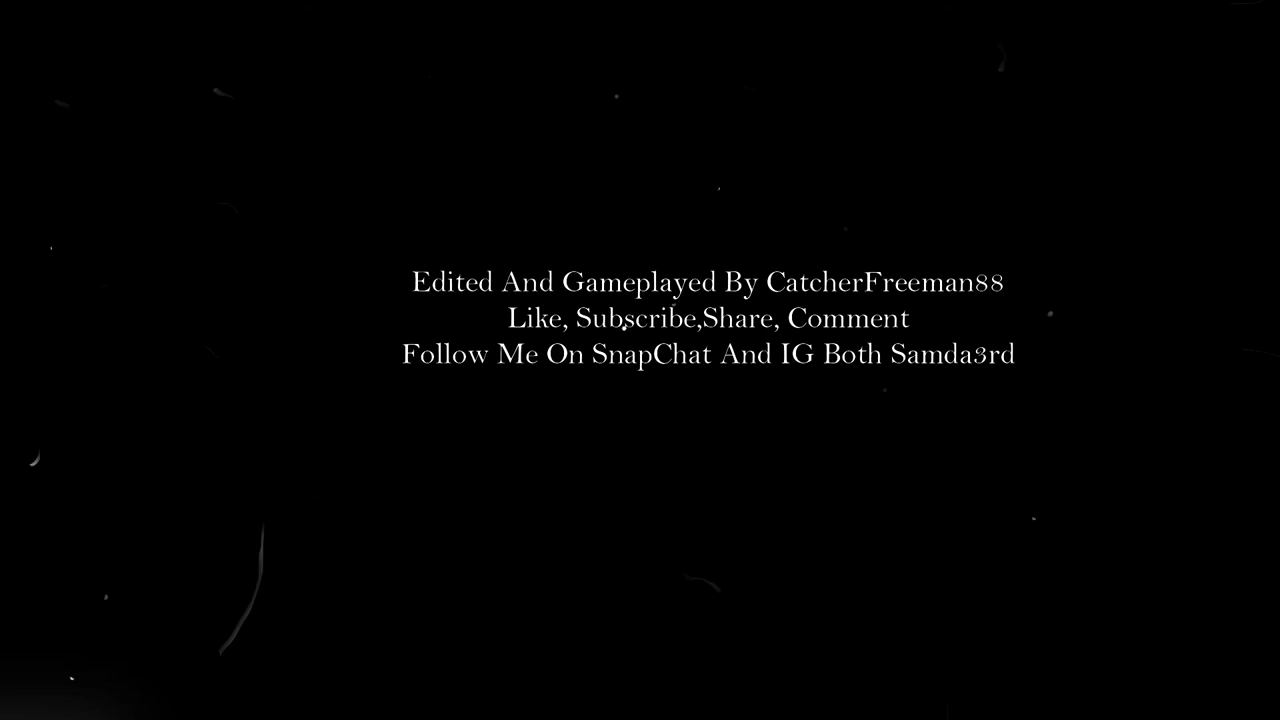 Edited And Gameplayed By CatcherFreeman88
Like, Subscribe,Share, Comment
Follow Me On SnapChat And IG Both Samda3rd